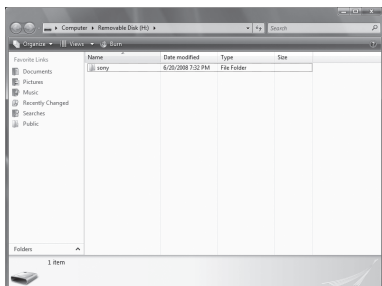 Computer ▸ Removable Disk (H:) ▸ Search
Organize Views Burn
Favorite Links
Documents
Pictures
Music
Recently Changed
Searches
Public
Folders
Name Date modified Type Size
sony 6/20/2008 7:32 PM File Folder
1 item